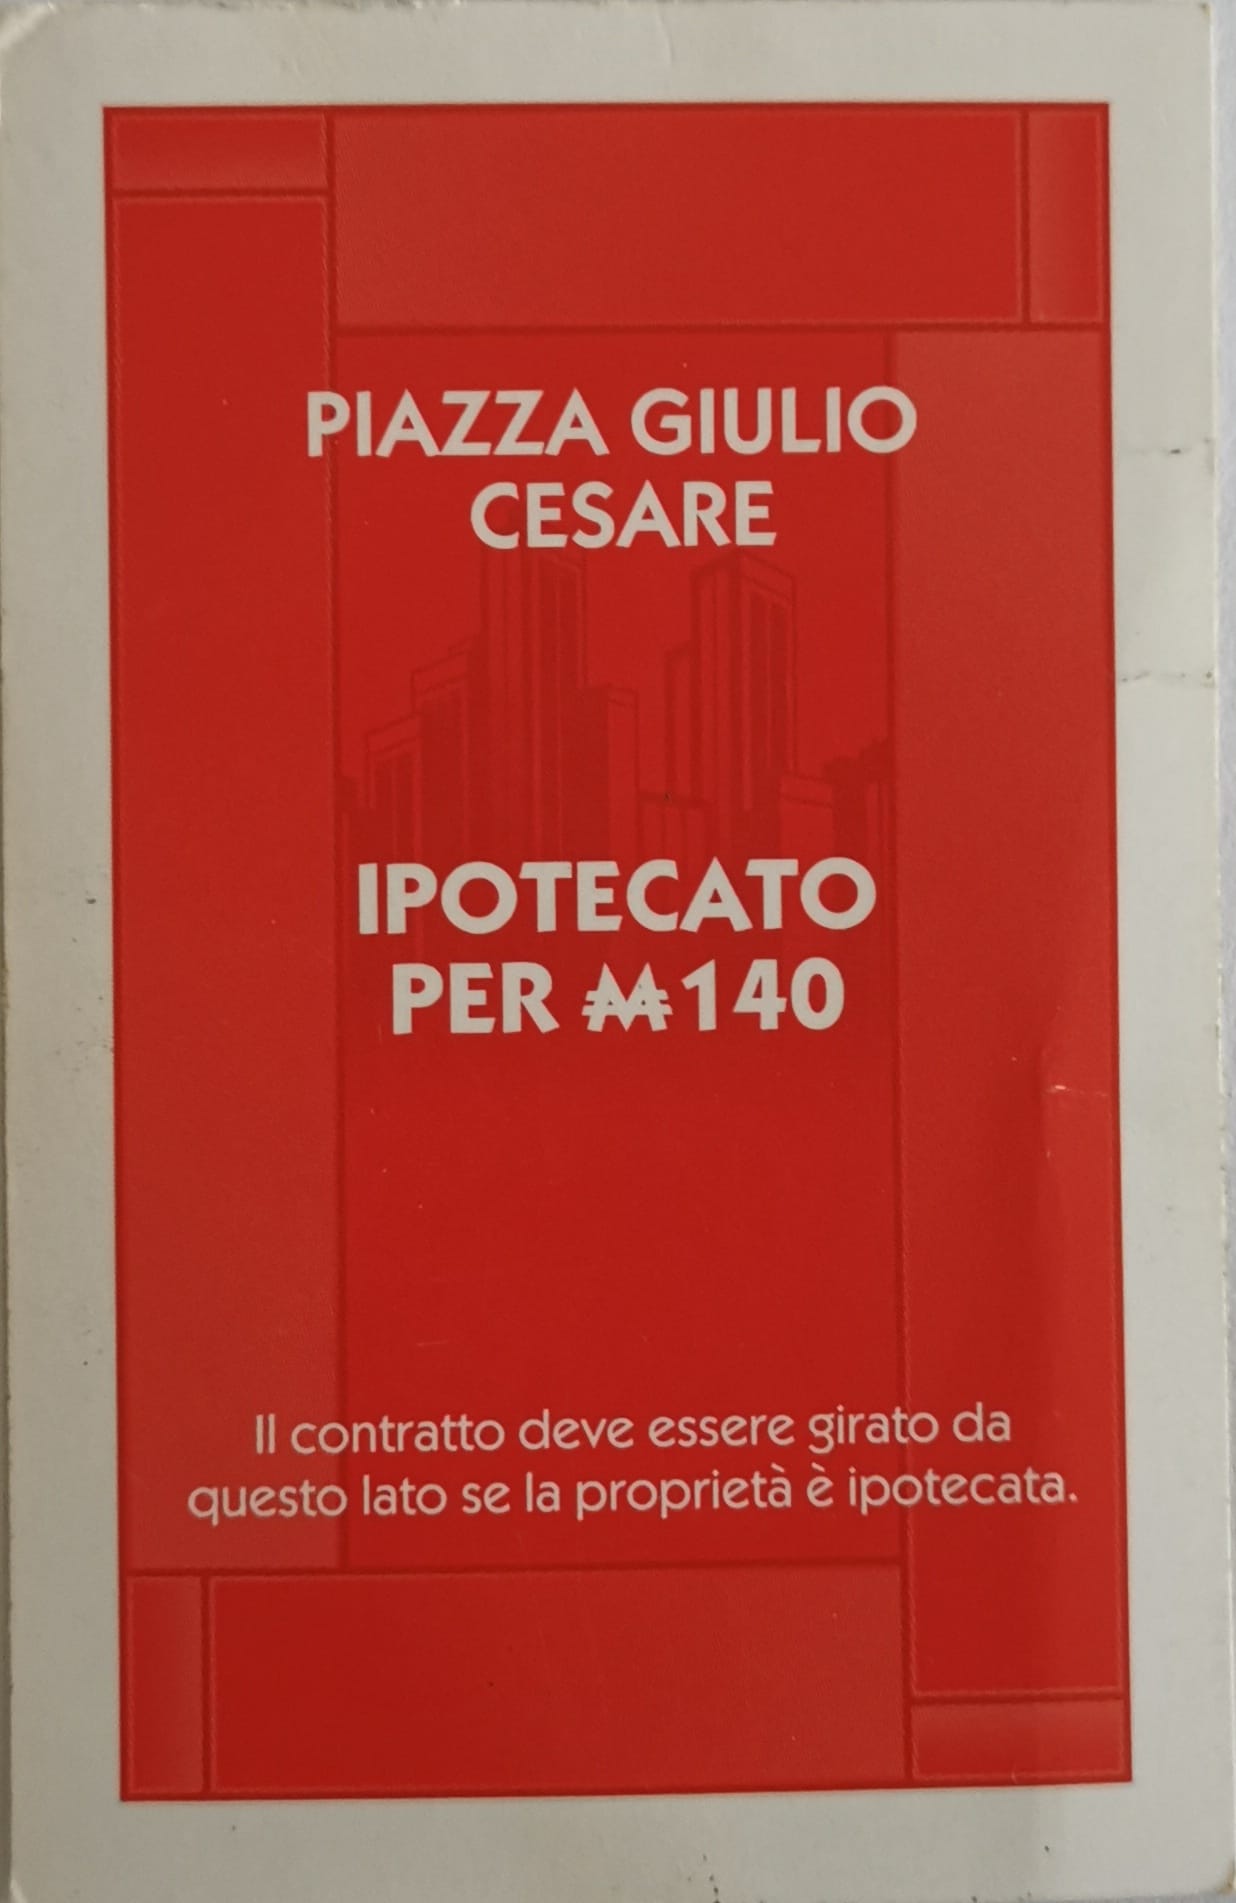 PIAZZA GIULIO
CESARE
IPOTECATO
PER ₩140
Il contratto deve essere girato da
questo lato se la proprietà è ipotecata.